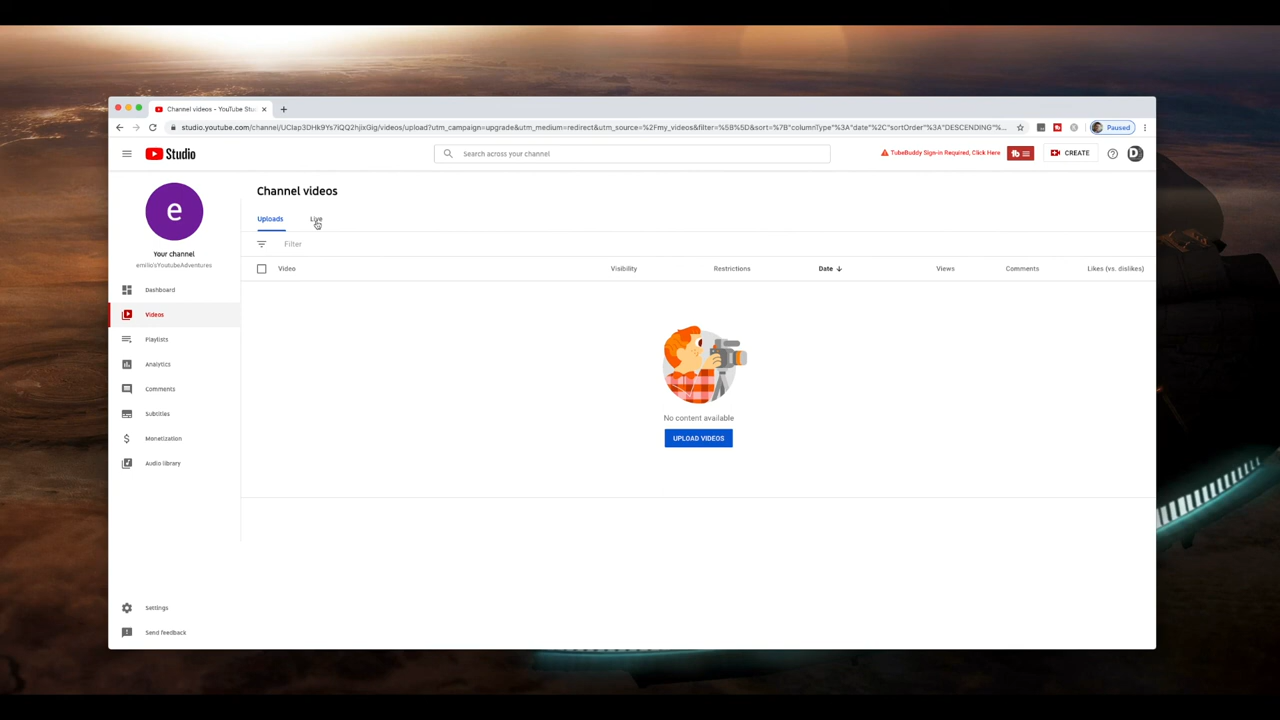 Channel videos - YouTube Stu
studio.youtube.com/channel/UCIap3DHk9Ys7iQQ2hjixGig/videos/upload?utm_campaign=upgrade&utm_medium=redirect&utm_source=%2Fmy_videos&filter=%5B%5D&sort=%7B"columnType"%3A"date"%2C"sortOrder"%3A"DESCENDING"%...
Paused
Studio
Search across your channel
TubeBuddy Sign-in Required, Click Here
tb
CREATE
D
e
Your channel
emilio'sYoutubeAdventures
Dashboard
Videos
Playlists
Analytics
Comments
Subtitles
Monetization
Audio library
Settings
Send feedback
Channel videos
Uploads
Live
Filter
Video
Visibility
Restrictions
Date
Views
Comments
Likes (vs. dislikes)
No content available
UPLOAD VIDEOS